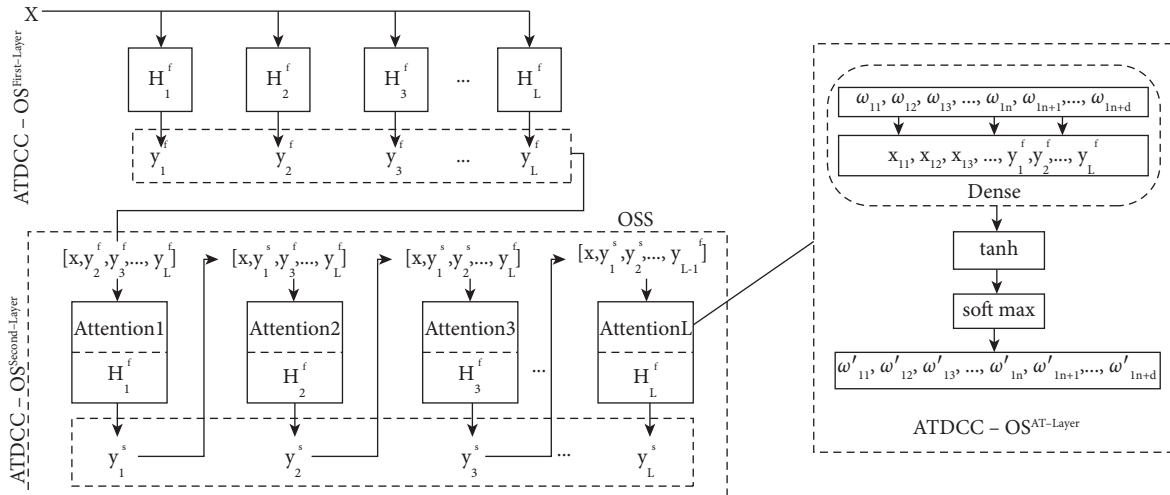 X
ATDCC – OS^First–Layer
H_1^f H_2^f H_3^f ... H_L^f
y_1^f y_2^f y_3^f ... y_L^f
OSS
ATDCC – OS^Second–Layer
[x,y_2^f,y_3^f,..., y_L^f] [x,y_1^s,y_3^f,..., y_L^f] [x,y_1^s,y_2^s,..., y_L^f] [x,y_1^s,y_2^s,..., y_{L-1}^f]
Attention1 Attention2 Attention3 AttentionL
H_1^f H_2^f H_3^f ... H_L^f
y_1^s y_2^s y_3^s ... y_L^s
ω_11, ω_12, ω_13, ..., ω_1n, ω_1n+1,..., ω_1n+d
x_11, x_12, x_13, ..., y_1^f,y_2^f,..., y_L^f
Dense
tanh
soft max
ω'_11, ω'_12, ω'_13, ..., ω'_1n, ω'_1n+1,..., ω'_1n+d
ATDCC – OS^AT–Layer